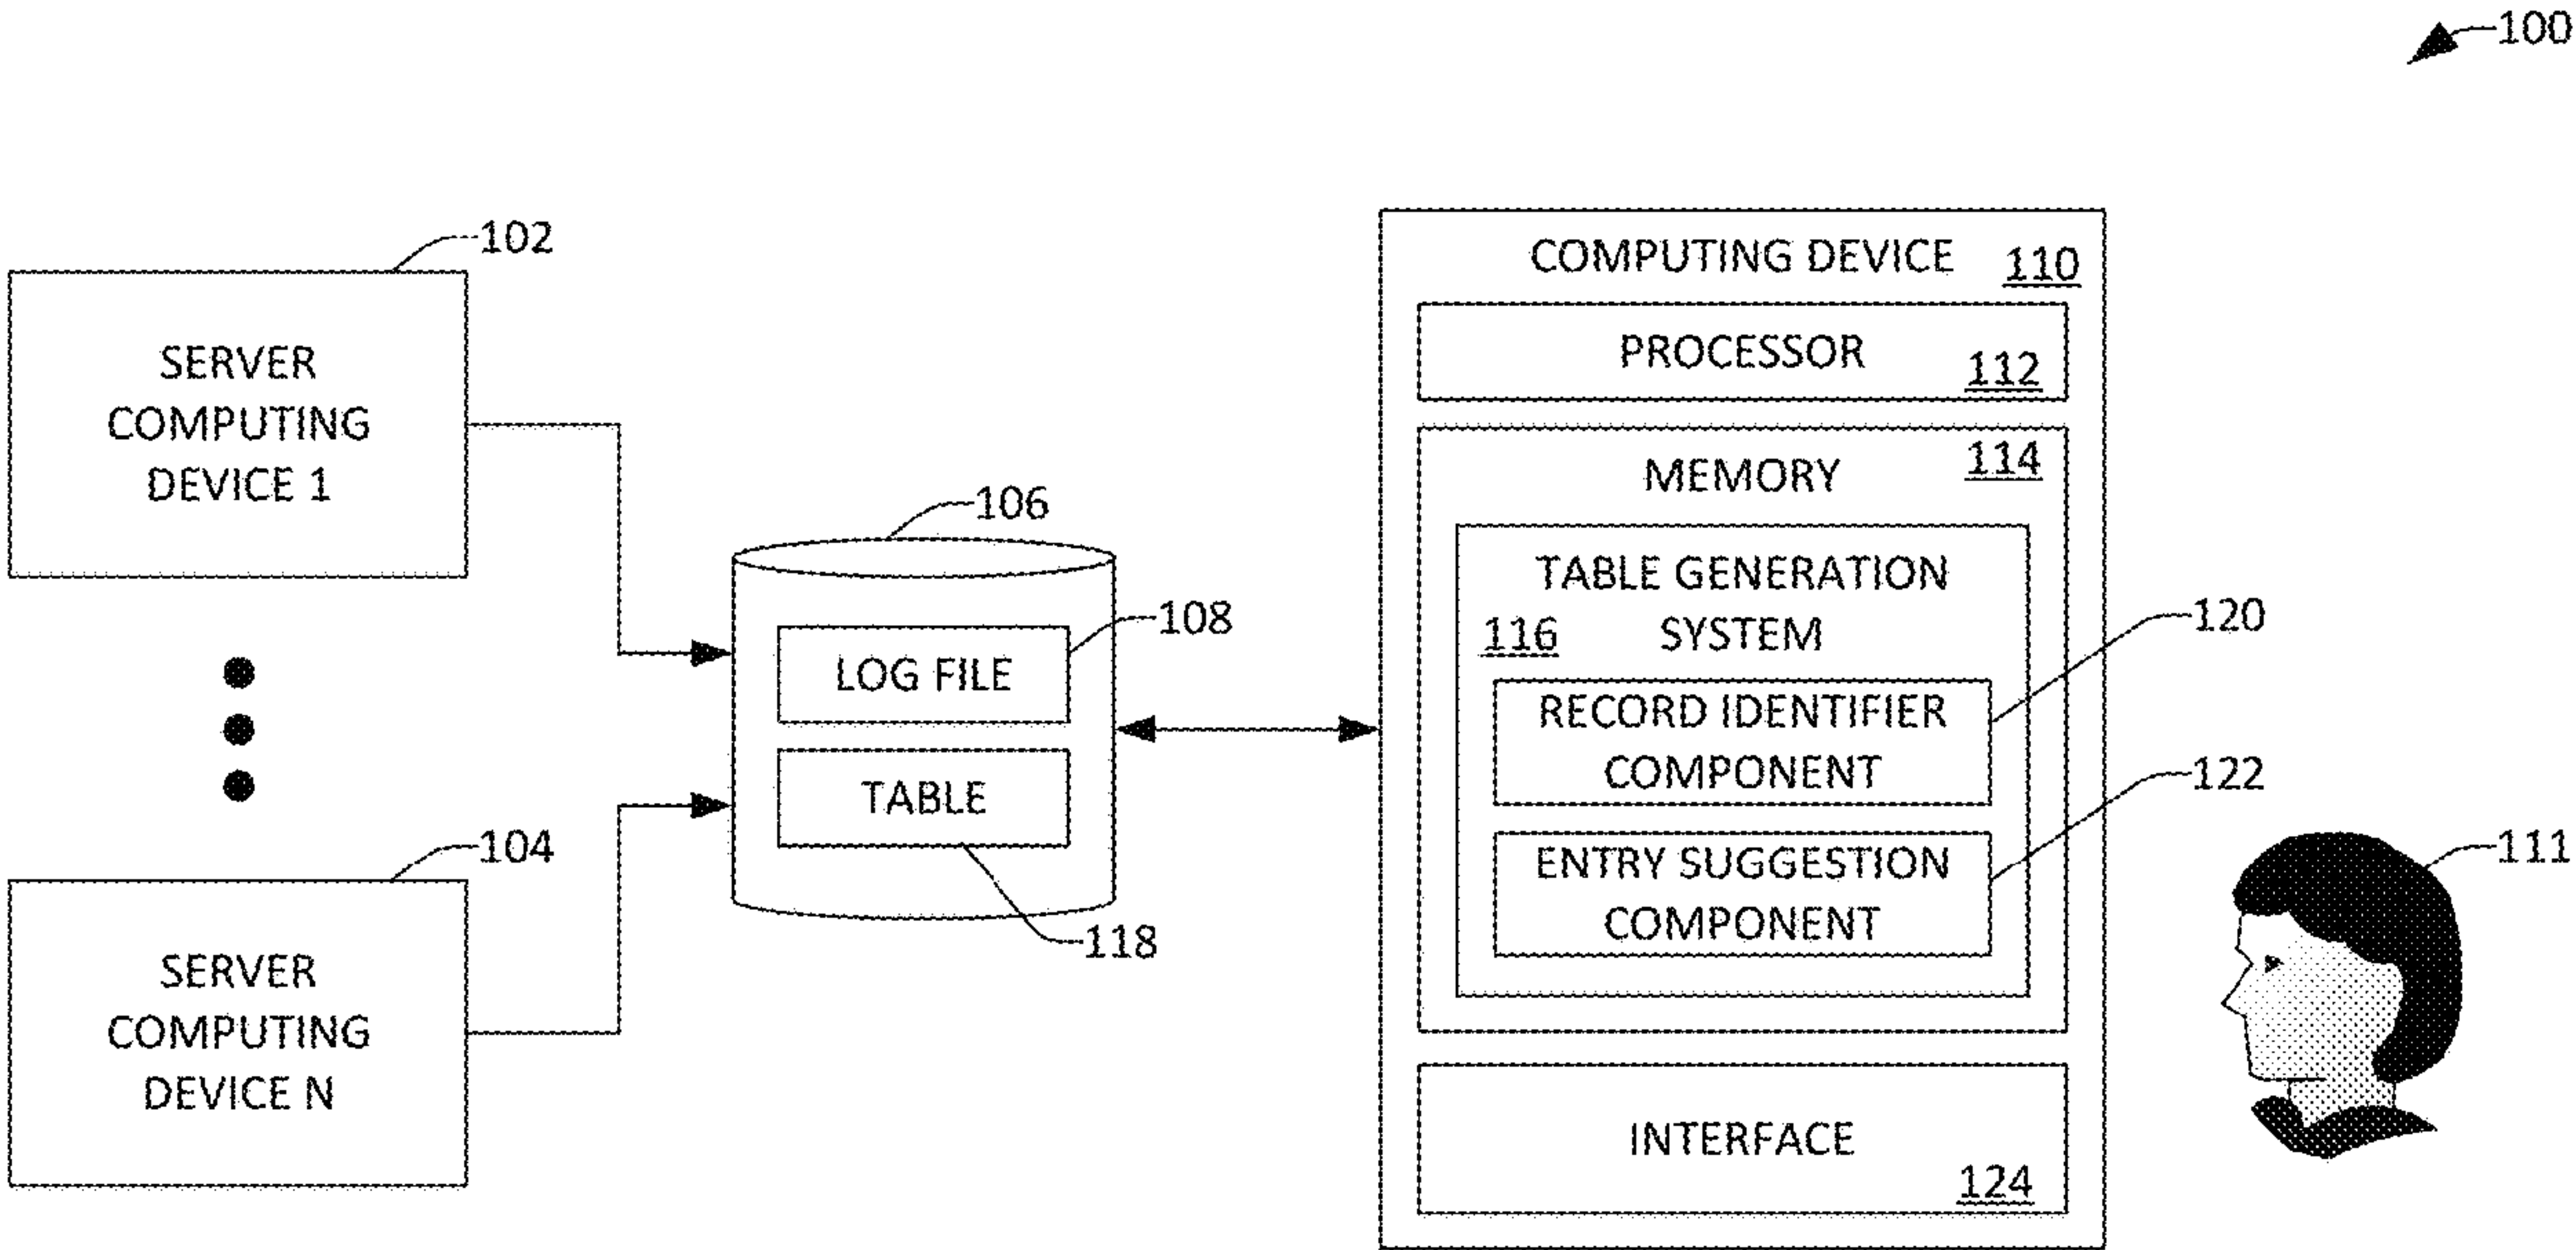 100
102
SERVER
COMPUTING
DEVICE 1
104
SERVER
COMPUTING
DEVICE N
106
108
LOG FILE
TABLE
118
COMPUTING DEVICE 110
PROCESSOR
112
MEMORY
114
TABLE GENERATION
SYSTEM
116
RECORD IDENTIFIER
COMPONENT
120
ENTRY SUGGESTION
COMPONENT
122
INTERFACE
124
111